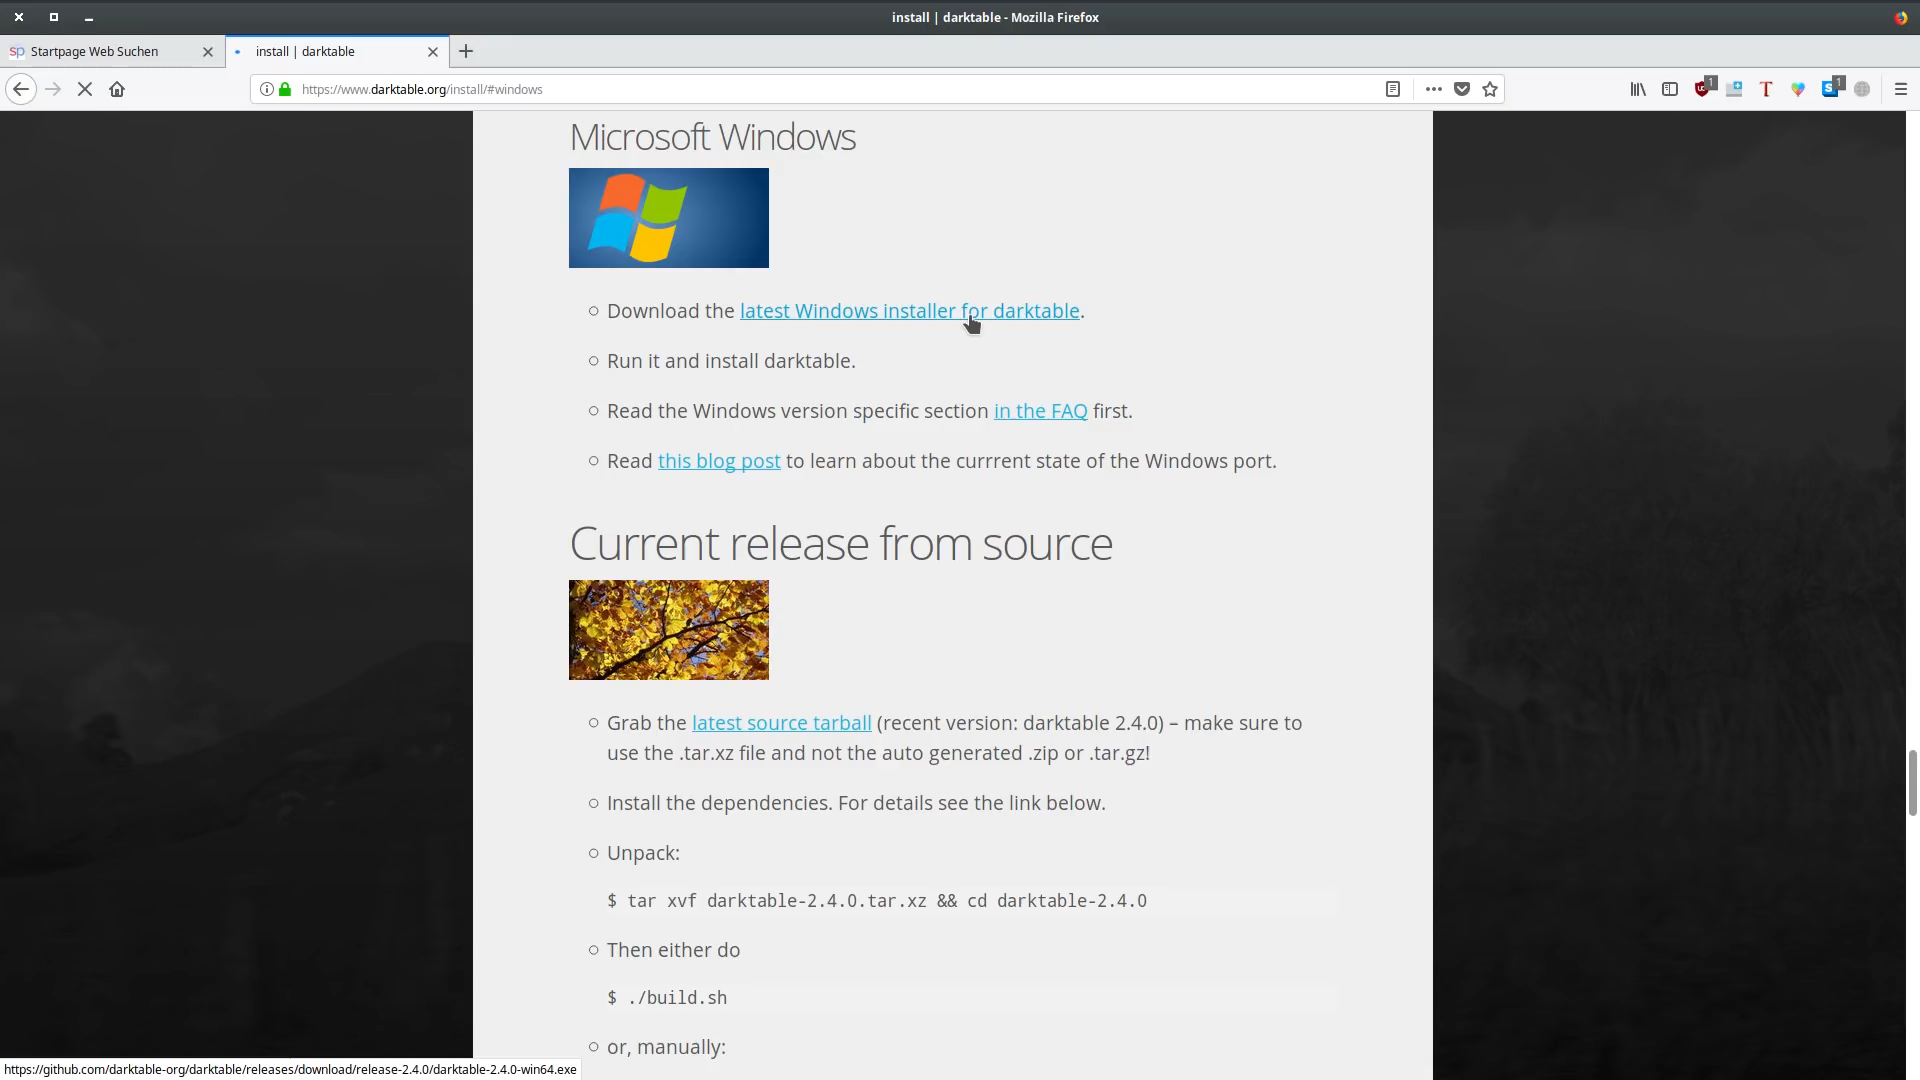 install | darktable - Mozilla Firefox
sp Startpage Web Suchen
install | darktable
https://www.darktable.org/install/#windows
1
T
S 1
Microsoft Windows
Download the latest Windows installer for darktable.
Run it and install darktable.
Read the Windows version specific section in the FAQ first.
Read this blog post to learn about the currrent state of the Windows port.
Current release from source
Grab the latest source tarball (recent version: darktable 2.4.0) – make sure to
use the .tar.xz file and not the auto generated .zip or .tar.gz!
Install the dependencies. For details see the link below.
Unpack:
$ tar xvf darktable-2.4.0.tar.xz && cd darktable-2.4.0
Then either do
$ ./build.sh
or, manually:
https://github.com/darktable-org/darktable/releases/download/release-2.4.0/darktable-2.4.0-win64.exe